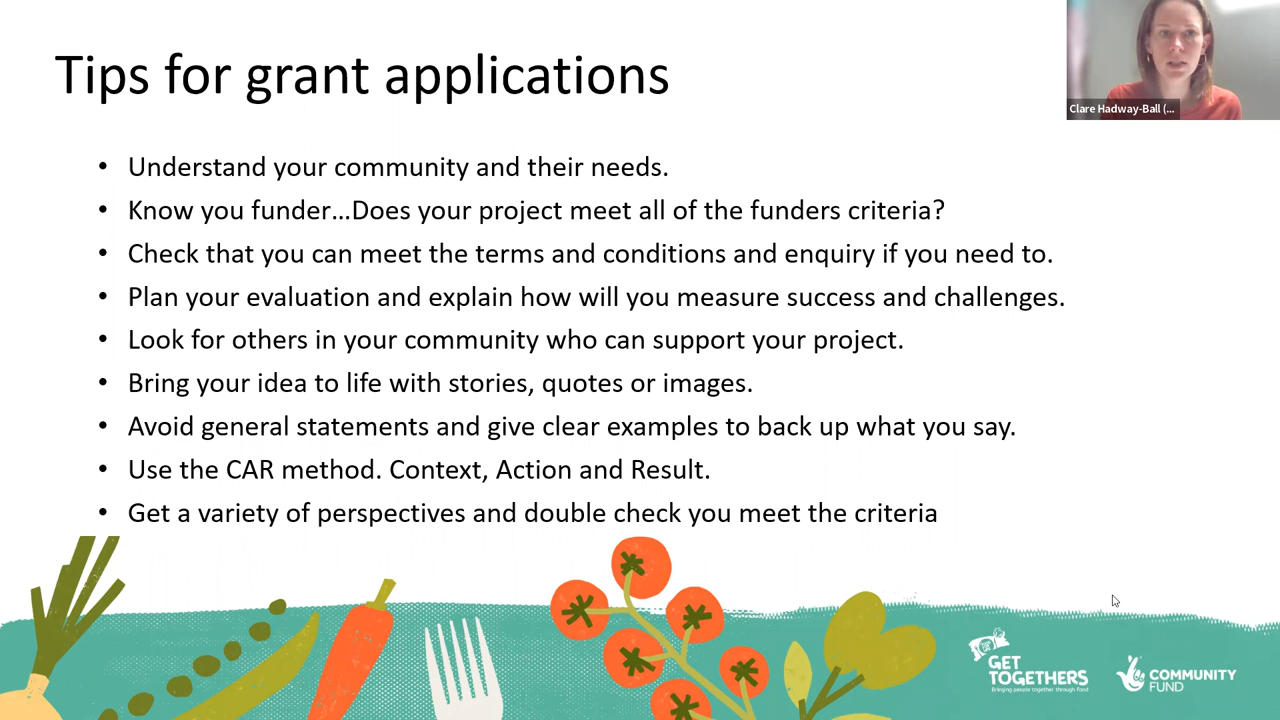 Tips for grant applications
Clare Hadway-Ball (...
• Understand your community and their needs.
• Know you funder...Does your project meet all of the funders criteria?
• Check that you can meet the terms and conditions and enquiry if you need to.
• Plan your evaluation and explain how will you measure success and challenges.
• Look for others in your community who can support your project.
• Bring your idea to life with stories, quotes or images.
• Avoid general statements and give clear examples to back up what you say.
• Use the CAR method. Context, Action and Result.
• Get a variety of perspectives and double check you meet the criteria
GET
TOGETHERS
Bringing people together through food
COMMUNITY
FUND